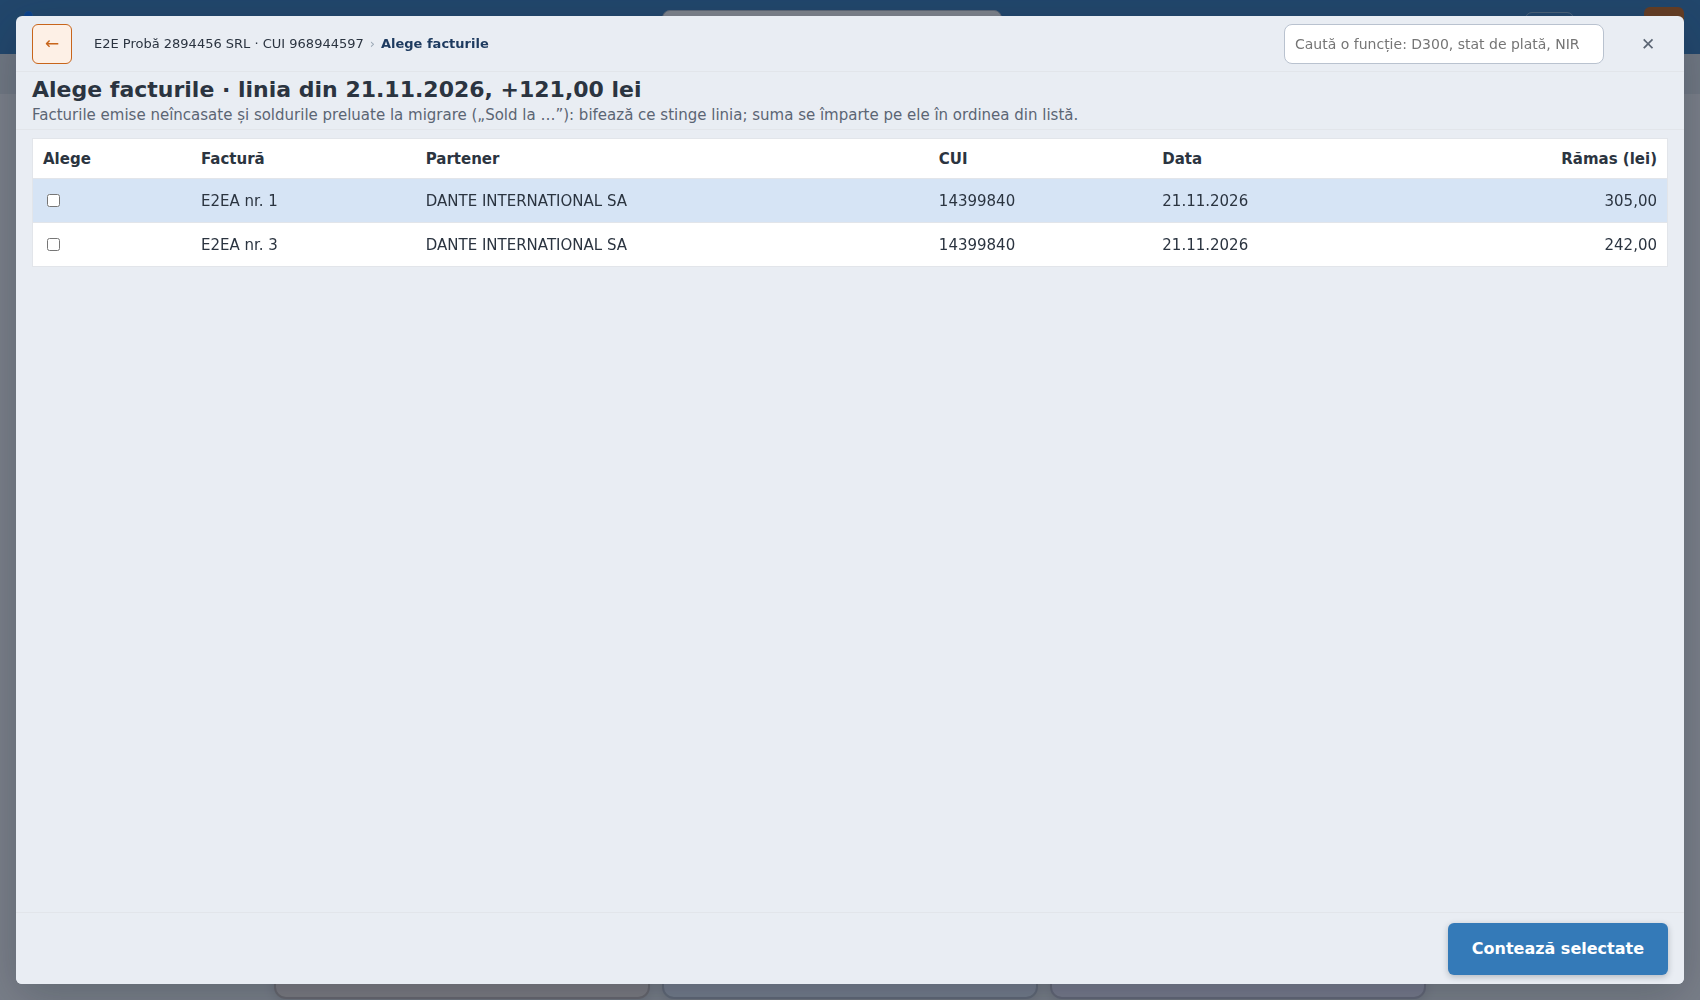 ←
E2E Probă 2894456 SRL · CUI 968944597 › Alege facturile
Caută o funcție: D300, stat de plată, NIR
✕
Alege facturile · linia din 21.11.2026, +121,00 lei
Facturile emise neîncasate și soldurile preluate la migrare („Sold la …”): bifează ce stinge linia; suma se împarte pe ele în ordinea din listă.
Alege Factură Partener CUI Data Rămas (lei)
E2EA nr. 1 DANTE INTERNATIONAL SA 14399840 21.11.2026 305,00
E2EA nr. 3 DANTE INTERNATIONAL SA 14399840 21.11.2026 242,00
Contează selectate